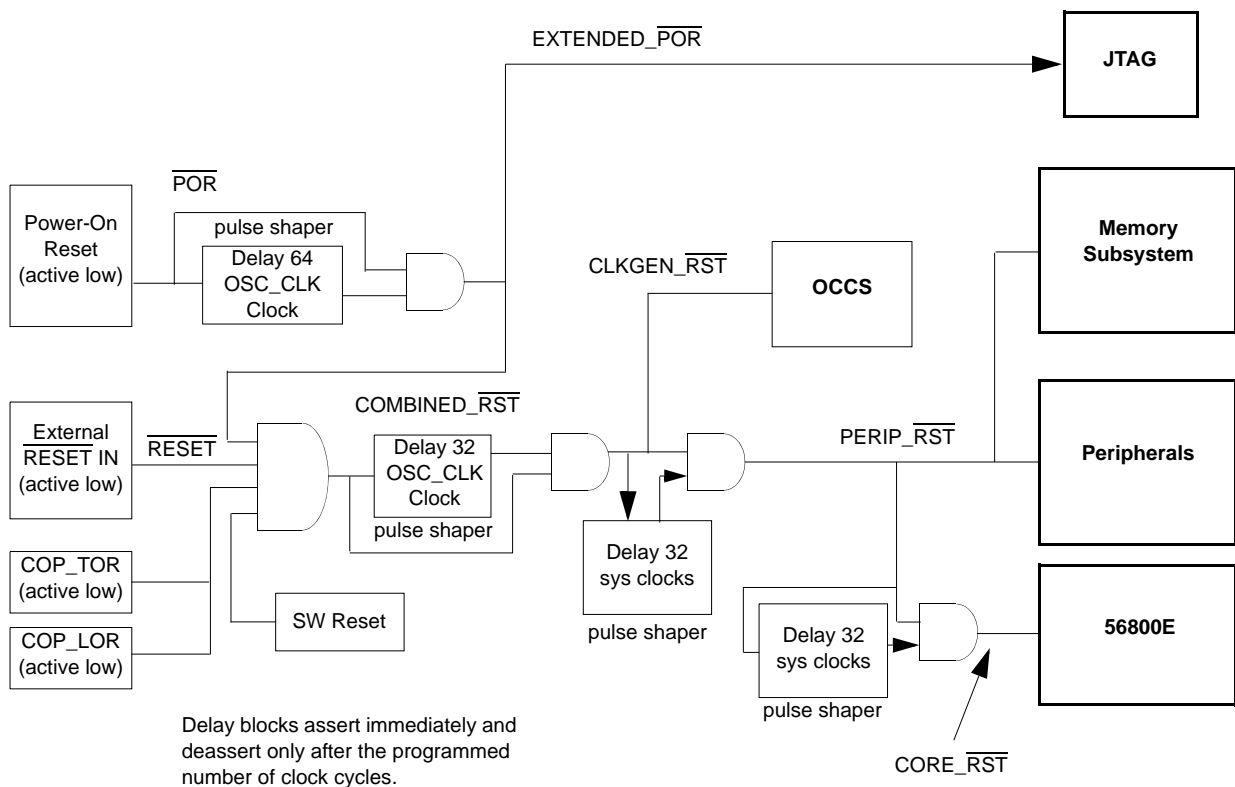 EXTENDED_POR
JTAG
POR
Power-On
Reset
(active low)
pulse shaper
Delay 64
OSC_CLK
Clock
CLKGEN_RST
OCCS
Memory
Subsystem
External
RESET IN
(active low)
RESET
COMBINED_RST
Delay 32
OSC_CLK
Clock
pulse shaper
PERIP_RST
Peripherals
COP_TOR
(active low)
COP_LOR
(active low)
SW Reset
Delay 32
sys clocks
pulse shaper
Delay 32
sys clocks
pulse shaper
56800E
CORE_RST
Delay blocks assert immediately and
deassert only after the programmed
number of clock cycles.